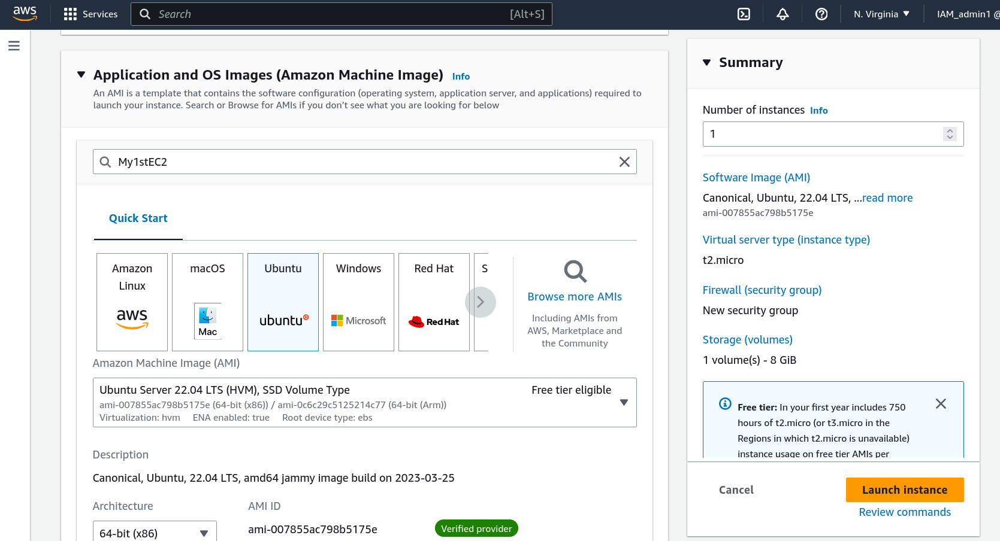 aws
Services
Search
[Alt+S]
N. Virginia
IAM_admin1 @
Application and OS Images (Amazon Machine Image) Info
An AMI is a template that contains the software configuration (operating system, application server, and applications) required to
launch your instance. Search or Browse for AMIs if you don’t see what you are looking for below
My1stEC2
Quick Start
Amazon
Linux
aws
macOS
Mac
Ubuntu
ubuntu
Windows
Microsoft
Red Hat
Red Hat
S
Browse more AMIs
Including AMIs from
AWS, Marketplace and
the Community
Amazon Machine Image (AMI)
Ubuntu Server 22.04 LTS (HVM), SSD Volume Type
Free tier eligible
ami-007855ac798b5175e (64-bit (x86)) / ami-0c6c29c5125214c77 (64-bit (Arm))
Virtualization: hvm ENA enabled: true Root device type: ebs
Description
Canonical, Ubuntu, 22.04 LTS, amd64 jammy image build on 2023-03-25
Architecture
64-bit (x86)
AMI ID
ami-007855ac798b5175e
Verified provider
Summary
Number of instances Info
1
Software Image (AMI)
Canonical, Ubuntu, 22.04 LTS, ...read more
ami-007855ac798b5175e
Virtual server type (instance type)
t2.micro
Firewall (security group)
New security group
Storage (volumes)
1 volume(s) - 8 GiB
Free tier: In your first year includes 750
hours of t2.micro (or t3.micro in the
Regions in which t2.micro is unavailable)
instance usage on free tier AMIs per
Cancel
Launch instance
Review commands